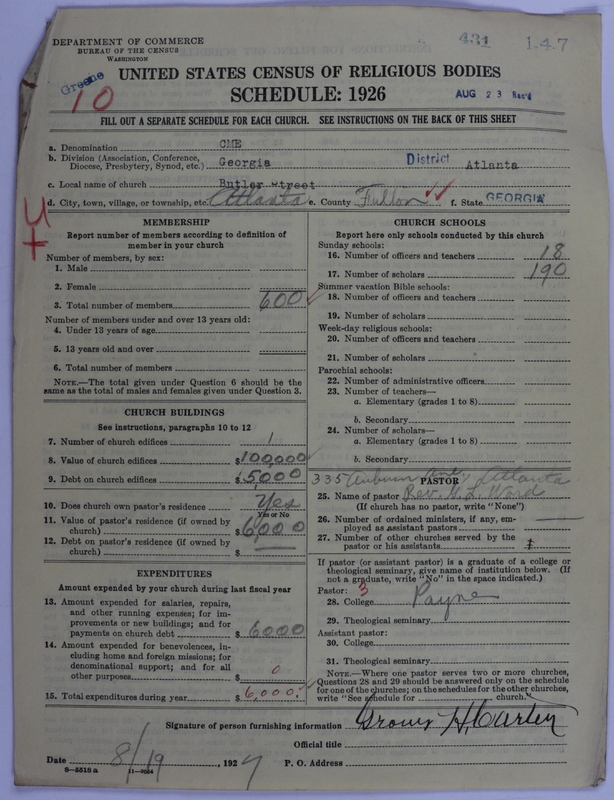 DEPARTMENT OF COMMERCE
BUREAU OF THE CENSUS
WASHINGTON
431
1-47
Greene
10
UNITED STATES CENSUS OF RELIGIOUS BODIES
SCHEDULE: 1926
AUG 23 Rec'd
FILL OUT A SEPARATE SCHEDULE FOR EACH CHURCH. SEE INSTRUCTIONS ON THE BACK OF THIS SHEET
a. Denomination CME
b. Division (Association, Conference, Diocese, Presbytery, Synod, etc.) Georgia District Atlanta
c. Local name of church Butler street
d. City, town, village, or township, etc. Atlanta e. County Fulton f. State GEORGIA
MEMBERSHIP
Report number of members according to definition of
member in your church
Number of members, by sex:
1. Male
2. Female
3. Total number of members 600
Number of members under and over 13 years old:
4. Under 13 years of age
5. 13 years old and over
6. Total number of members
NOTE.—The total given under Question 6 should be the
same as the total of males and females given under Question 3.
CHURCH BUILDINGS
See instructions, paragraphs 10 to 12
7. Number of church edifices 1
8. Value of church edifices $100,000
9. Debt on church edifices $5000
10. Does church own pastor's residence Yes
Yes or No
11. Value of pastor's residence (if owned by
church) $6000
12. Debt on pastor's residence (if owned by
church) $
EXPENDITURES
Amount expended by your church during last fiscal year
13. Amount expended for salaries, repairs,
and other running expenses; for im-
provements or new buildings; and for
payments on church debt $6000
14. Amount expended for benevolences, in-
cluding home and foreign missions; for
denominational support; and for all
other purposes $ 0
15. Total expenditures during year $6,000.
CHURCH SCHOOLS
Report here only schools conducted by this church
Sunday schools:
16. Number of officers and teachers 18
17. Number of scholars 190
Summer vacation Bible schools:
18. Number of officers and teachers
19. Number of scholars
Week-day religious schools:
20. Number of officers and teachers
21. Number of scholars
Parochial schools:
22. Number of administrative officers
23. Number of teachers—
a. Elementary (grades 1 to 8)
b. Secondary
24. Number of scholars—
a. Elementary (grades 1 to 8)
b. Secondary
335 Auburn Ave, Atlanta
PASTOR
25. Name of pastor Rev. Ward
(If church has no pastor, write "None")
26. Number of ordained ministers, if any, em-
ployed as assistant pastors
27. Number of other churches served by the
pastor or his assistants
If pastor (or assistant pastor) is a graduate of a college or
theological seminary, give name of institution below. (If
not a graduate, write "No" in the space indicated.)
Pastor: 3
28. College Payne
29. Theological seminary
Assistant pastor:
30. College
31. Theological seminary
NOTE.—Where one pastor serves two or more churches,
Questions 28 and 29 should be answered only on the schedule
for one of the churches; on the schedules for the other churches,
write "See schedule for church."
Signature of person furnishing information
Official title
Date 8/19, 1927 P. O. Address
8-5518 a 11-9084